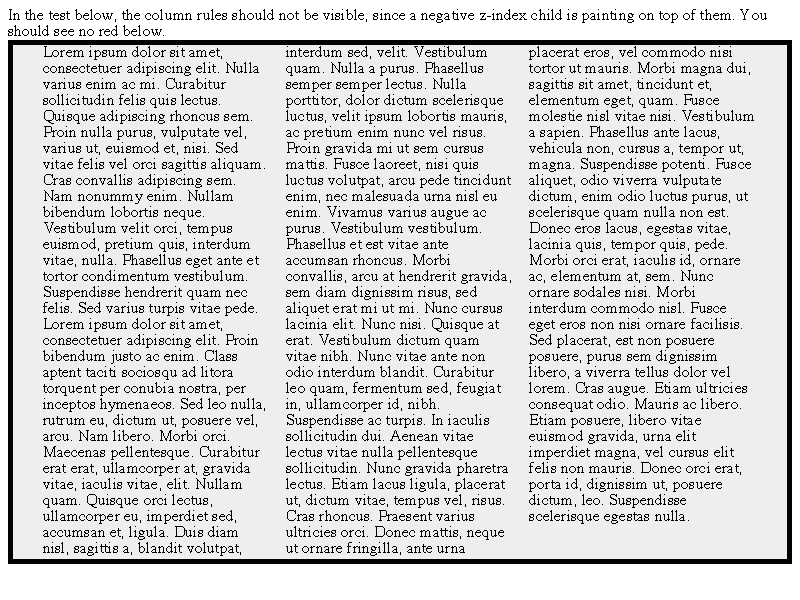 In the test below, the column rules should not be visible, since a negative z-index child is painting on top of them. You
should see no red below.
Lorem ipsum dolor sit amet,
consectetuer adipiscing elit. Nulla
varius enim ac mi. Curabitur
sollicitudin felis quis lectus.
Quisque adipiscing rhoncus sem.
Proin nulla purus, vulputate vel,
varius ut, euismod et, nisi. Sed
vitae felis vel orci sagittis aliquam.
Cras convallis adipiscing sem.
Nam nonummy enim. Nullam
bibendum lobortis neque.
Vestibulum velit orci, tempus
euismod, pretium quis, interdum
vitae, nulla. Phasellus eget ante et
tortor condimentum vestibulum.
Suspendisse hendrerit quam nec
felis. Sed varius turpis vitae pede.
Lorem ipsum dolor sit amet,
consectetuer adipiscing elit. Proin
bibendum justo ac enim. Class
aptent taciti sociosqu ad litora
torquent per conubia nostra, per
inceptos hymenaeos. Sed leo nulla,
rutrum eu, dictum ut, posuere vel,
arcu. Nam libero. Morbi orci.
Maecenas pellentesque. Curabitur
erat erat, ullamcorper at, gravida
vitae, iaculis vitae, elit. Nullam
quam. Quisque orci lectus,
ullamcorper eu, imperdiet sed,
accumsan et, ligula. Duis diam
nisl, sagittis a, blandit volutpat,
interdum sed, velit. Vestibulum
quam. Nulla a purus. Phasellus
semper semper lectus. Nulla
porttitor, dolor dictum scelerisque
luctus, velit ipsum lobortis mauris,
ac pretium enim nunc vel risus.
Proin gravida mi ut sem cursus
mattis. Fusce laoreet, nisi quis
luctus volutpat, arcu pede tincidunt
enim, nec malesuada urna nisl eu
enim. Vivamus varius augue ac
purus. Vestibulum vestibulum.
Phasellus et est vitae ante
accumsan rhoncus. Morbi
convallis, arcu at hendrerit gravida,
sem diam dignissim risus, sed
aliquet erat mi ut mi. Nunc cursus
lacinia elit. Nunc nisi. Quisque at
erat. Vestibulum dictum quam
vitae nibh. Nunc vitae ante non
odio interdum blandit. Curabitur
leo quam, fermentum sed, feugiat
in, ullamcorper id, nibh.
Suspendisse ac turpis. In iaculis
sollicitudin dui. Aenean vitae
lectus vitae nulla pellentesque
sollicitudin. Nunc gravida pharetra
lectus. Etiam lacus ligula, placerat
ut, dictum vitae, tempus vel, risus.
Cras rhoncus. Praesent varius
ultricies orci. Donec mattis, neque
ut ornare fringilla, ante urna
placerat eros, vel commodo nisi
tortor ut mauris. Morbi magna dui,
sagittis sit amet, tincidunt et,
elementum eget, quam. Fusce
molestie nisl vitae nisi. Vestibulum
a sapien. Phasellus ante lacus,
vehicula non, cursus a, tempor ut,
magna. Suspendisse potenti. Fusce
aliquet, odio viverra vulputate
dictum, enim odio luctus purus, ut
scelerisque quam nulla non est.
Donec eros lacus, egestas vitae,
lacinia quis, tempor quis, pede.
Morbi orci erat, iaculis id, ornare
ac, elementum at, sem. Nunc
ornare sodales nisi. Morbi
interdum commodo nisl. Fusce
eget eros non nisi ornare facilisis.
Sed placerat, est non posuere
posuere, purus sem dignissim
libero, a viverra tellus dolor vel
lorem. Cras augue. Etiam ultricies
consequat odio. Mauris ac libero.
Etiam posuere, libero vitae
euismod gravida, urna elit
imperdiet magna, vel cursus elit
felis non mauris. Donec orci erat,
porta id, dignissim ut, posuere
dictum, leo. Suspendisse
scelerisque egestas nulla.